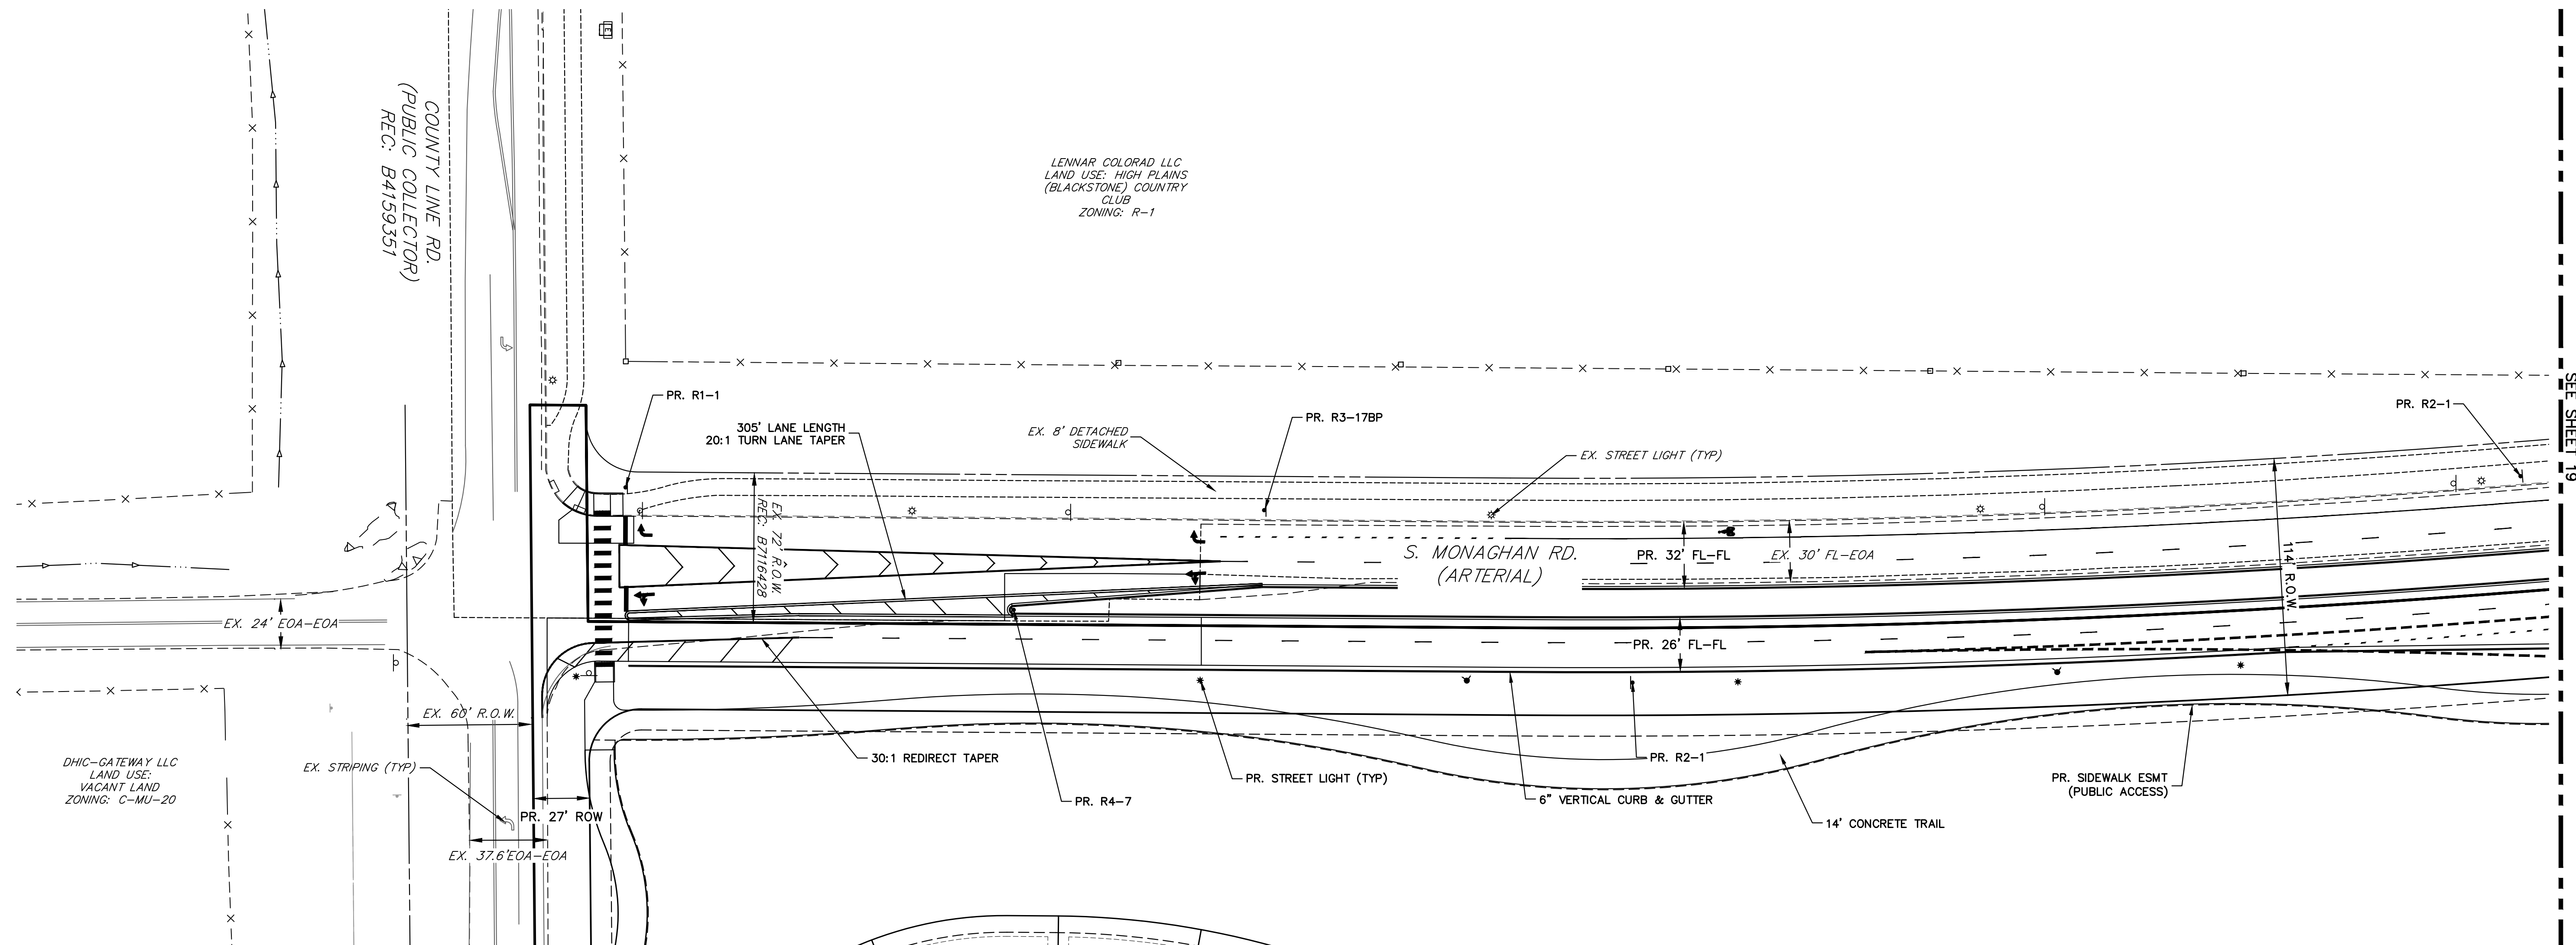 COUNTY LINE RD.
(PUBLIC COLLECTOR)
REC: B4159351
LENNAR COLORAD LLC
LAND USE: HIGH PLAINS
(BLACKSTONE) COUNTRY
CLUB
ZONING: R-1
SEE SHEET 19
PR. R1-1
305' LANE LENGTH
20:1 TURN LANE TAPER
EX. 8' DETACHED
SIDEWALK
PR. R3-17BP
EX. STREET LIGHT (TYP)
PR. R2-1
EX. 72' R.O.W.
REC: B7116428
S. MONAGHAN RD.
(ARTERIAL)
PR. 32' FL-FL
EX. 30' FL-EOA
114' R.O.W.
EX. 24' EOA-EOA
PR. 26' FL-FL
EX. 60' R.O.W.
DHIC-GATEWAY LLC
LAND USE:
VACANT LAND
ZONING: C-MU-20
EX. STRIPING (TYP)
PR. 27' ROW
EX. 37.6'EOA-EOA
30:1 REDIRECT TAPER
PR. R4-7
PR. STREET LIGHT (TYP)
PR. R2-1
6" VERTICAL CURB & GUTTER
14' CONCRETE TRAIL
PR. SIDEWALK ESMT
(PUBLIC ACCESS)